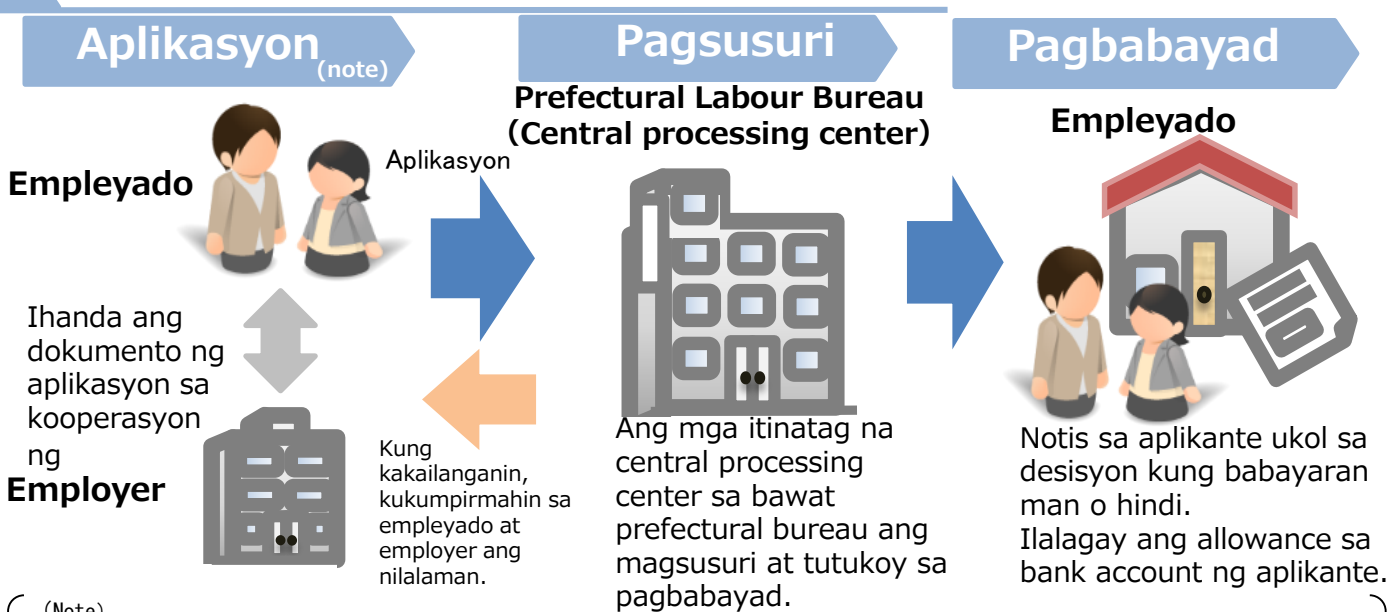 Aplikasyon
(note)
Pagsusuri
Pagbabayad
Empleyado
Aplikasyon
Ihanda ang
dokumento ng
aplikasyon sa
kooperasyon
ng
Employer
Kung
kakailanganin,
kukumpirmahin sa
empleyado at
employer ang
nilalaman.
Prefectural Labour Bureau
(Central processing center)
Ang mga itinatag na
central processing
center sa bawat
prefectural bureau ang
magsusuri at tutukoy sa
pagbabayad.
Empleyado
Notis sa aplikante ukol sa
desisyon kung babayaran
man o hindi.
Ilalagay ang allowance sa
bank account ng aplikante.
(Note)